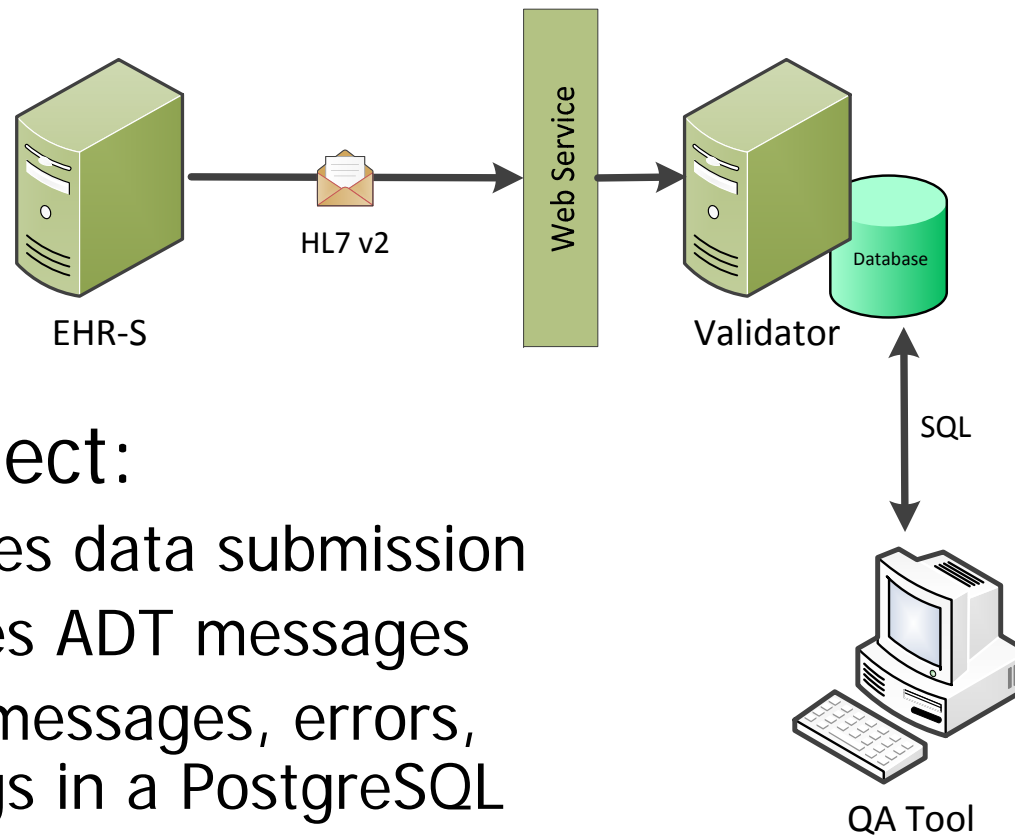 Web Service
HL7 v2
Database
EHR-S
Validator
SQL
ect:
es data submission
es ADT messages
messages, errors,
gs in a PostgreSQL
QA Tool